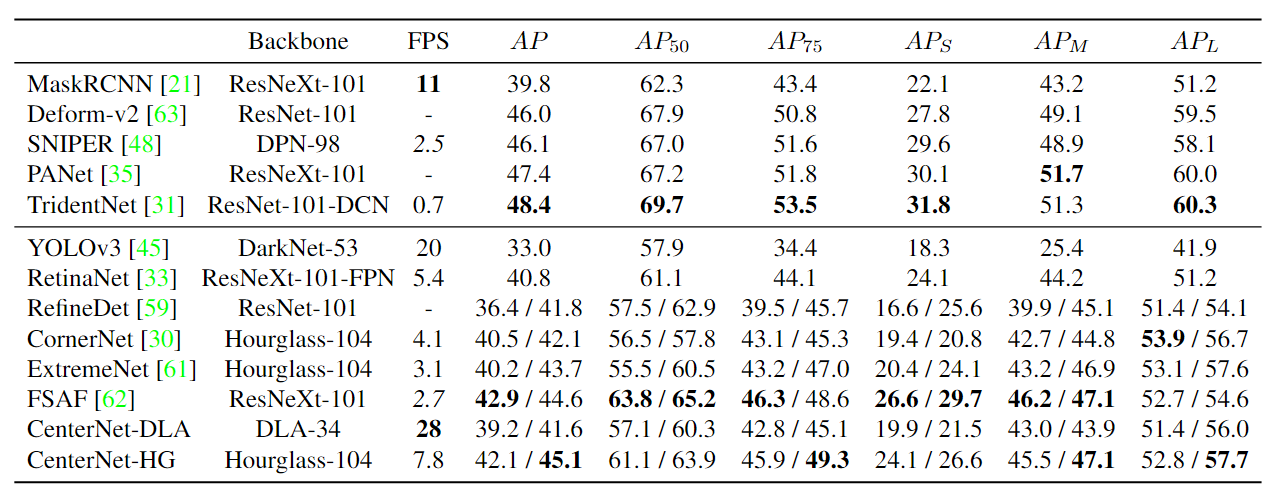 Backbone FPS AP AP50 AP75 APS APM APL
MaskRCNN [21] ResNeXt-101 11 39.8 62.3 43.4 22.1 43.2 51.2
Deform-v2 [63] ResNet-101 - 46.0 67.9 50.8 27.8 49.1 59.5
SNIPER [48] DPN-98 2.5 46.1 67.0 51.6 29.6 48.9 58.1
PANet [35] ResNeXt-101 - 47.4 67.2 51.8 30.1 51.7 60.0
TridentNet [31] ResNet-101-DCN 0.7 48.4 69.7 53.5 31.8 51.3 60.3
YOLOv3 [45] DarkNet-53 20 33.0 57.9 34.4 18.3 25.4 41.9
RetinaNet [33] ResNeXt-101-FPN 5.4 40.8 61.1 44.1 24.1 44.2 51.2
RefineDet [59] ResNet-101 - 36.4 / 41.8 57.5 / 62.9 39.5 / 45.7 16.6 / 25.6 39.9 / 45.1 51.4 / 54.1
CornerNet [30] Hourglass-104 4.1 40.5 / 42.1 56.5 / 57.8 43.1 / 45.3 19.4 / 20.8 42.7 / 44.8 53.9 / 56.7
ExtremeNet [61] Hourglass-104 3.1 40.2 / 43.7 55.5 / 60.5 43.2 / 47.0 20.4 / 24.1 43.2 / 46.9 53.1 / 57.6
FSAF [62] ResNeXt-101 2.7 42.9 / 44.6 63.8 / 65.2 46.3 / 48.6 26.6 / 29.7 46.2 / 47.1 52.7 / 54.6
CenterNet-DLA DLA-34 28 39.2 / 41.6 57.1 / 60.3 42.8 / 45.1 19.9 / 21.5 43.0 / 43.9 51.4 / 56.0
CenterNet-HG Hourglass-104 7.8 42.1 / 45.1 61.1 / 63.9 45.9 / 49.3 24.1 / 26.6 45.5 / 47.1 52.8 / 57.7